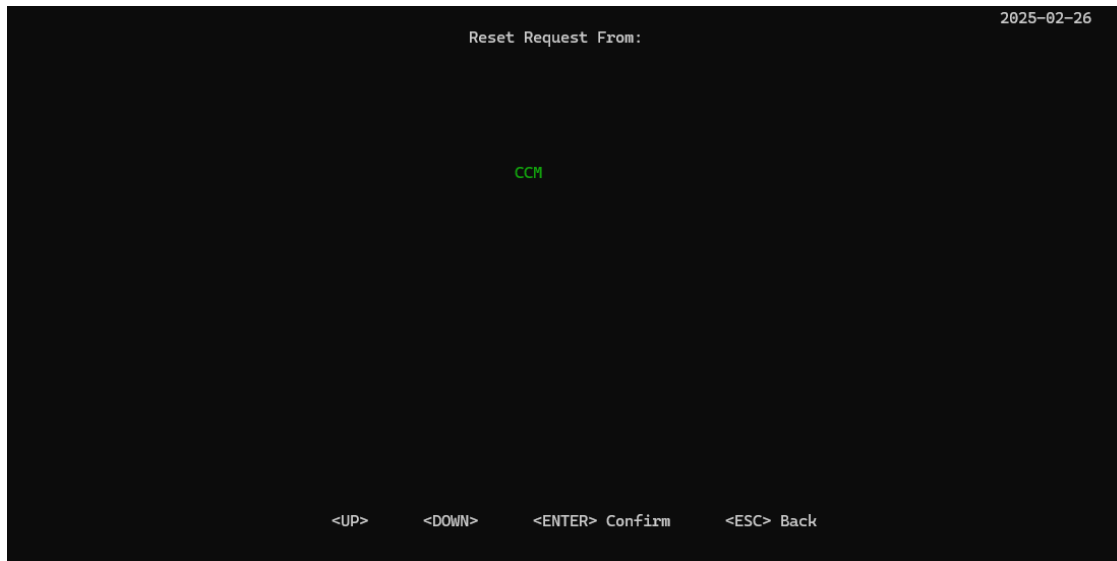 2025-02-26
Reset Request From:
CCM
<UP> <DOWN> <ENTER> Confirm <ESC> Back